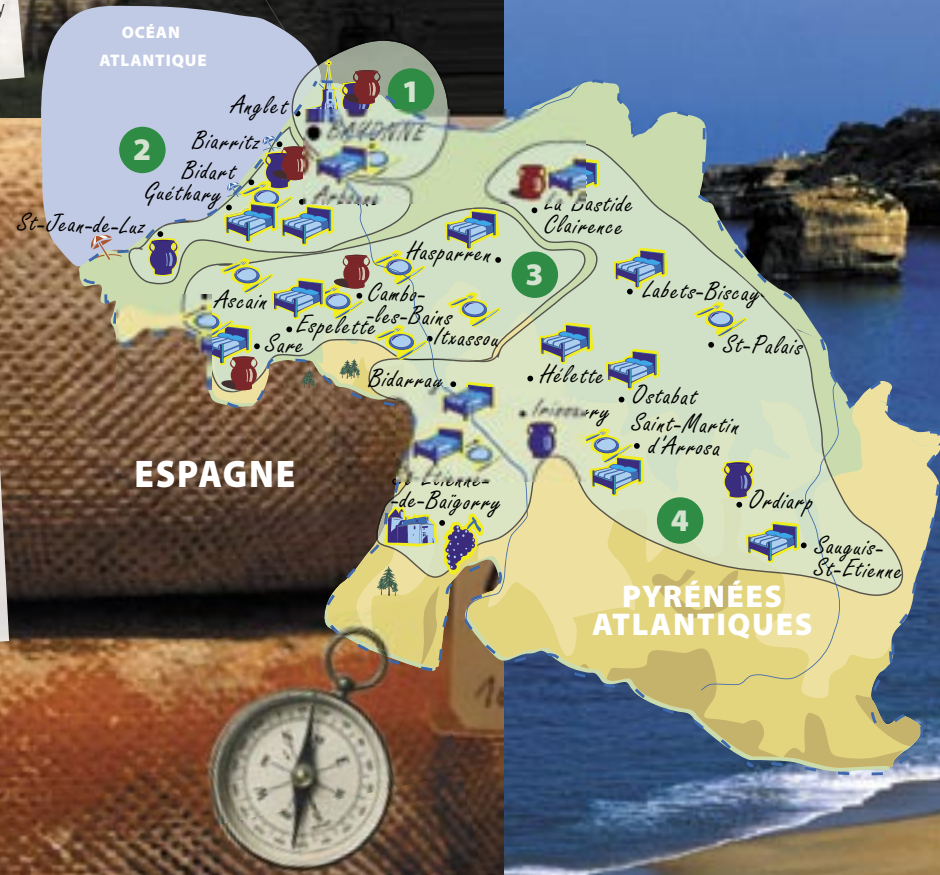 OCÉAN
ATLANTIQUE
1
Anglet
BAYONNE
2
Biarritz
Bidart
Guéthary
St-Jean-de-Luz
La Bastide
Clairence
Hasparren
3
Labets-Biscay
Ascain
Cambo-
-les-Bains
Espelette
Itxassou
Sare
St-Palais
Bidarray
Hélette
Ostabat
Saint-Martin
d'Arrosa
ESPAGNE
Etienne-
-de-Baïgorry
Ordiarp
4
Sauguis-
St-Etienne
PYRÉNÉES
ATLANTIQUES